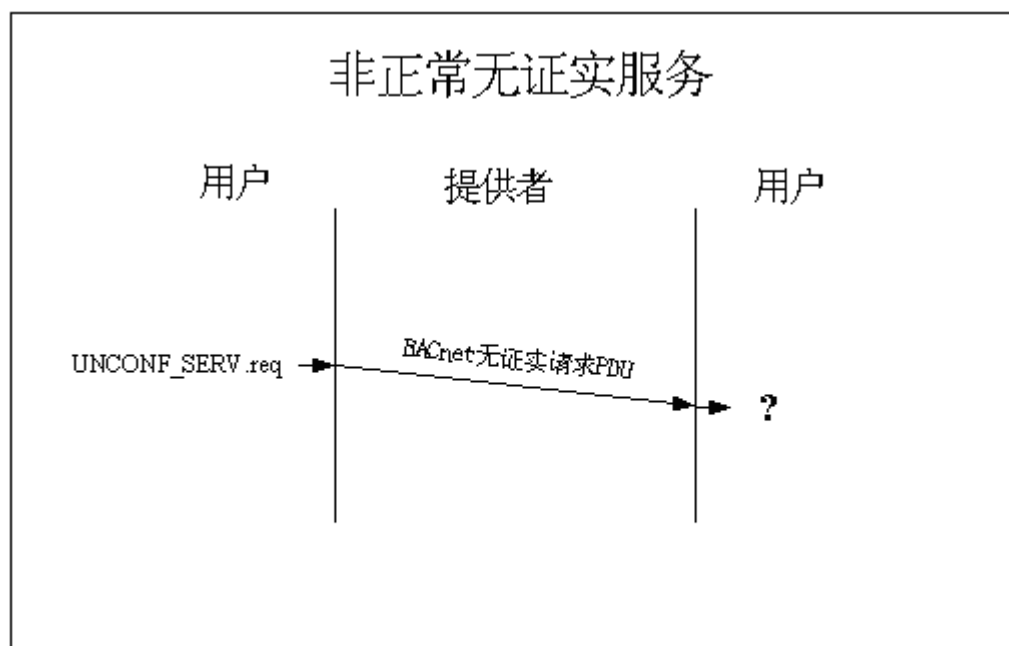 非正常无证实服务
用户 提供者 用户
UNCONF_SERV.req BACnet无证实请求PDU ?